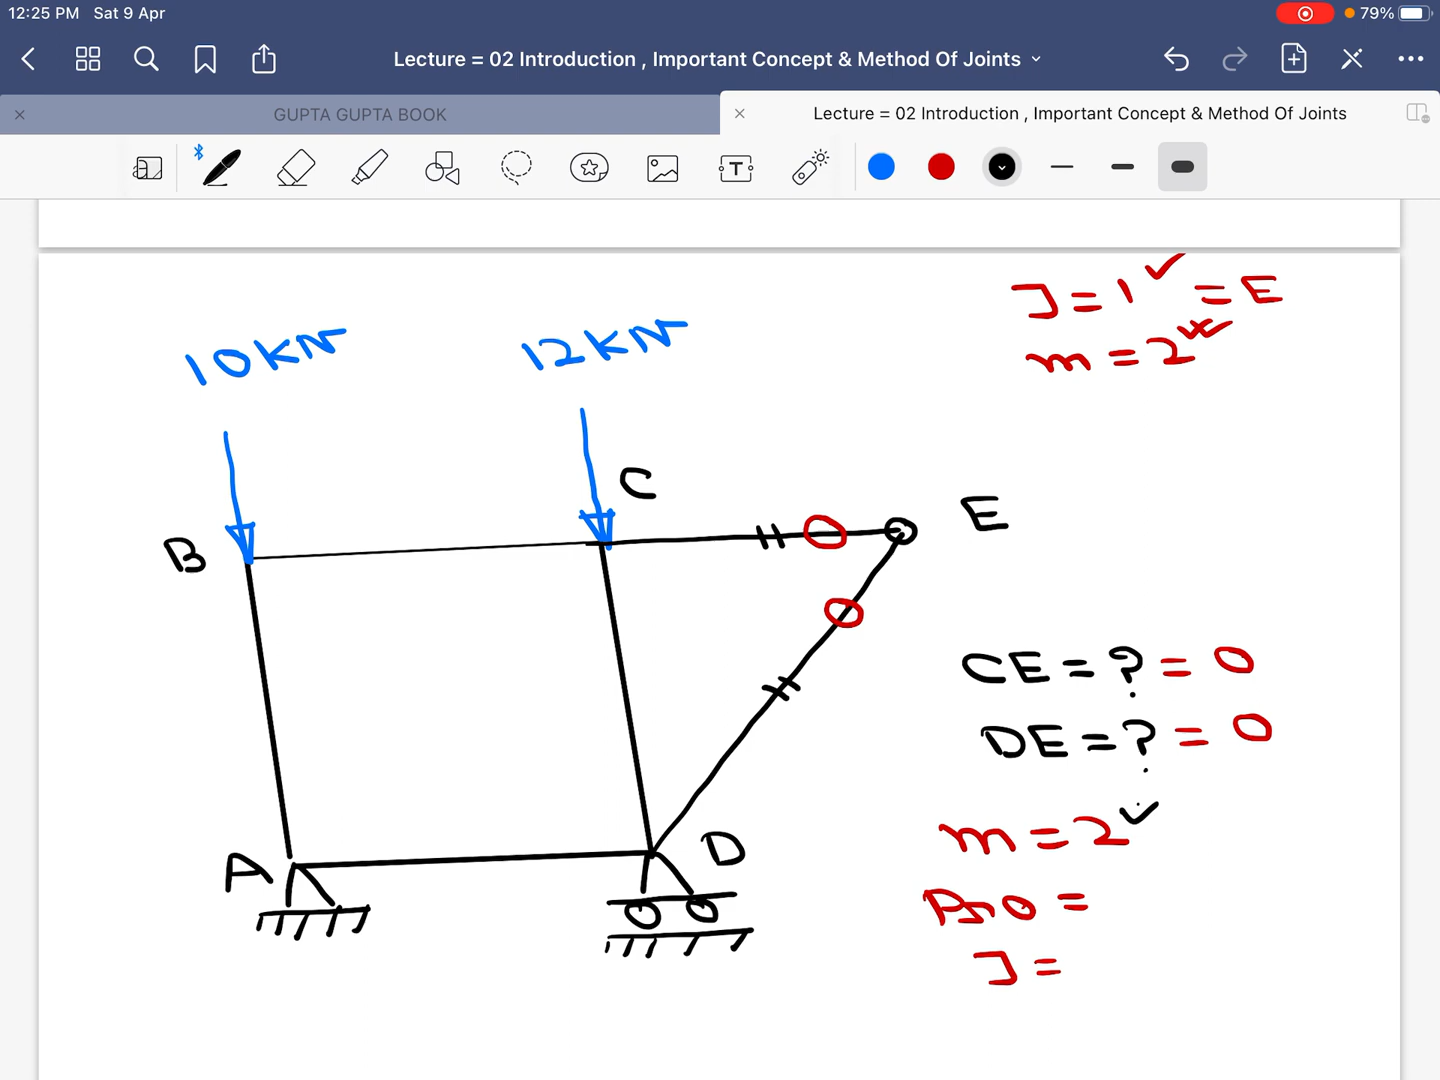 12:25 PM Sat 9 Apr
79%
Lecture = 02 Introduction , Important Concept & Method Of Joints
GUPTA GUPTA BOOK
Lecture = 02 Introduction , Important Concept & Method Of Joints
T
J = 1 = E
m = 2
10KN
12KN
C
E
B
CE = ? = 0
DE = ? = 0
m = 2
A
D
J =